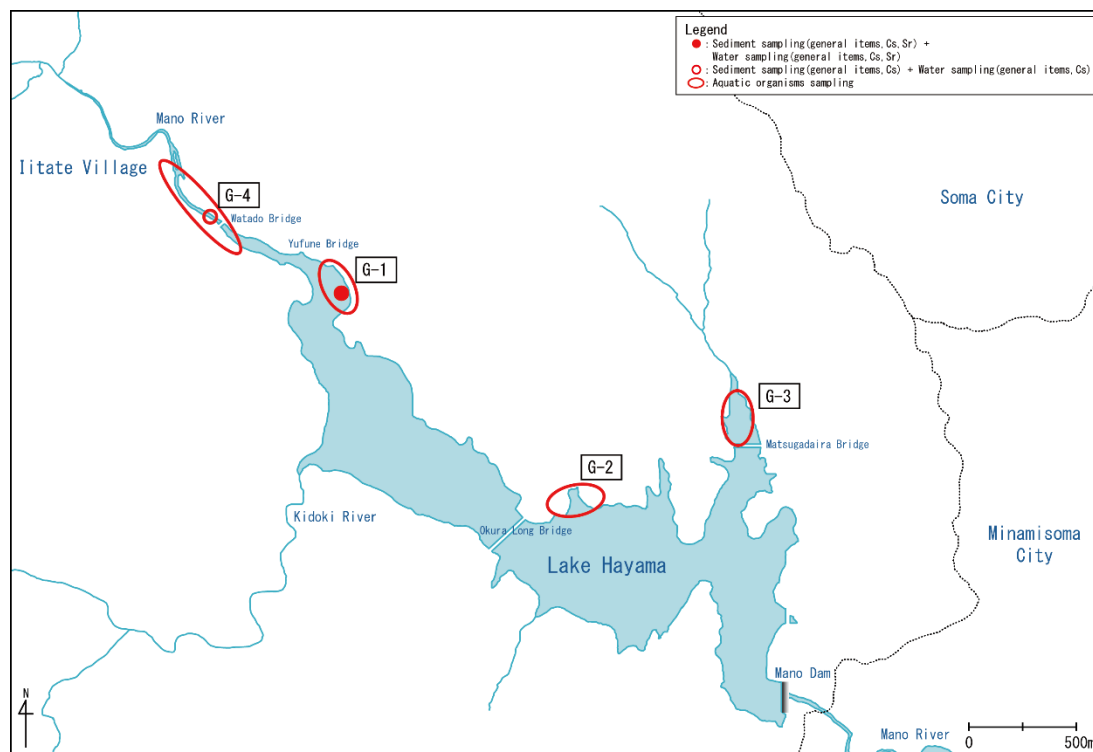 Legend
: Sediment sampling(general items, Cs, Sr) +
Water sampling(general items, Cs, Sr)
: Sediment sampling(general items, Cs) + Water sampling(general items, Cs)
: Aquatic organisms sampling
Mano River
Iitate Village
G-4
Watado Bridge
Soma City
Yufune Bridge
G-1
G-3
Matsugadaira Bridge
G-2
Kidoki River
Okura Long Bridge
Lake Hayama
Minamisoma
City
Mano Dam
N
Mano River
0
500m